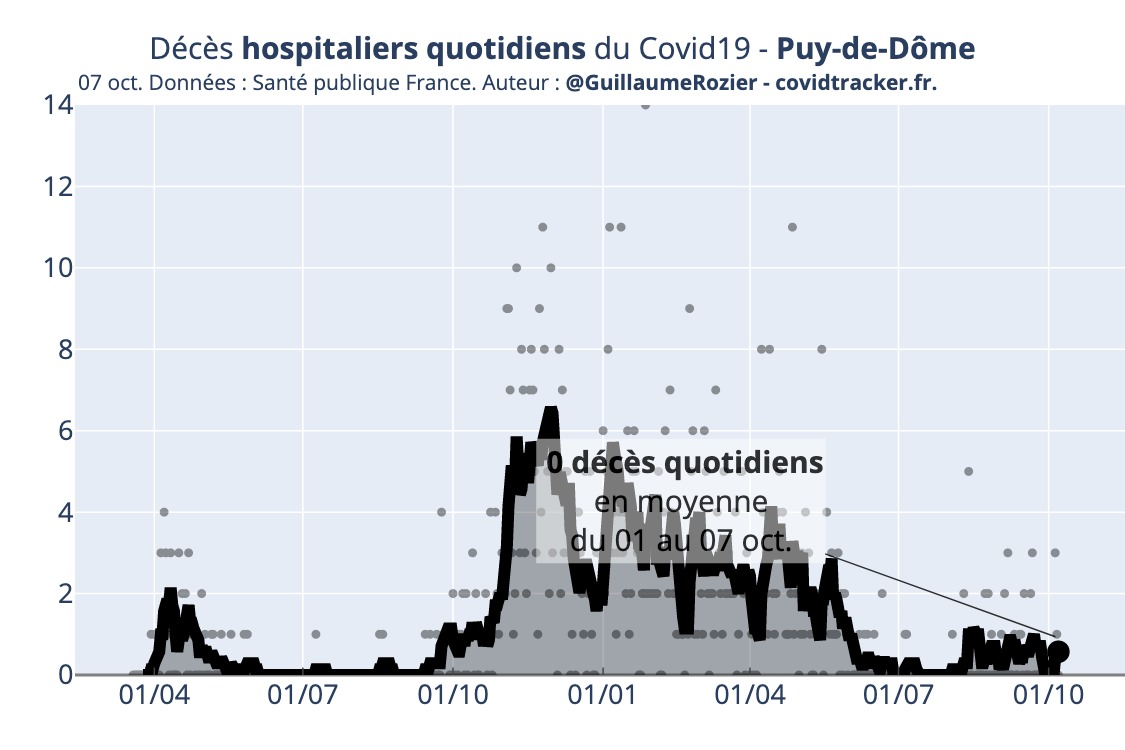 Décès hospitaliers quotidiens du Covid19 - Puy-de-Dôme
07 oct. Données : Santé publique France. Auteur : @GuillaumeRozier - covidtracker.fr.
14
12
10
8
6
4
2
0
0 décès quotidiens
en moyenne
du 01 au 07 oct.
01/04 01/07 01/10 01/01 01/04 01/07 01/10